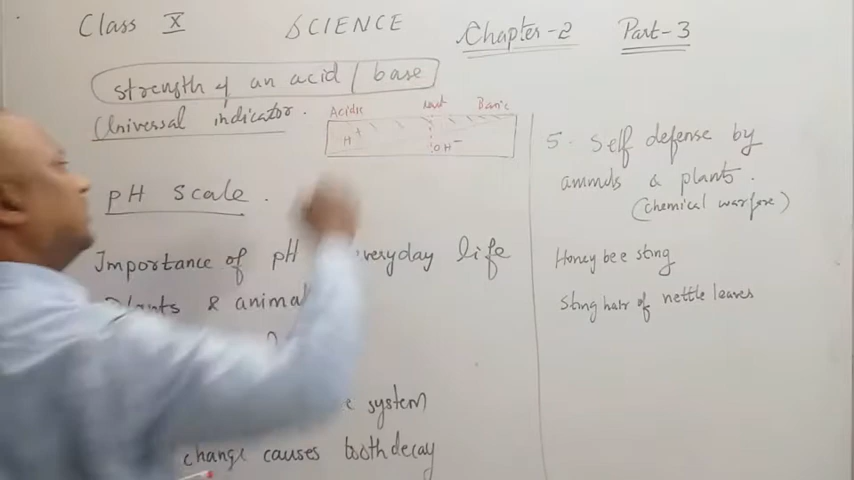 Class X SCIENCE Chapter-2 Part-3
strength of an acid / base
Universal indicator.
Acidic neut Basic
H+ OH−
pH Scale.
Importance of pH everyday life
Plants & animal
system
change causes tooth decay
5. Self defense by
animals & plants.
(chemical warfare)
Honey bee sting
Sting hair of nettle leaves